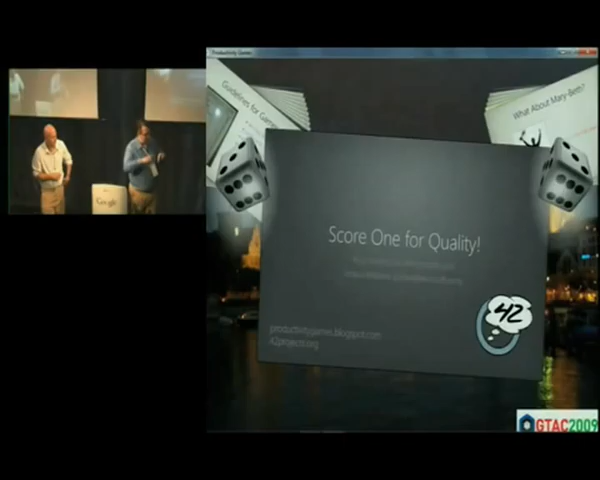 Productivity Games
Guidelines for Games
What About Mary-Beth?
Google
Score One for Quality!
productivitygames.blogspot.com
42projects.org
42
GTAC2009